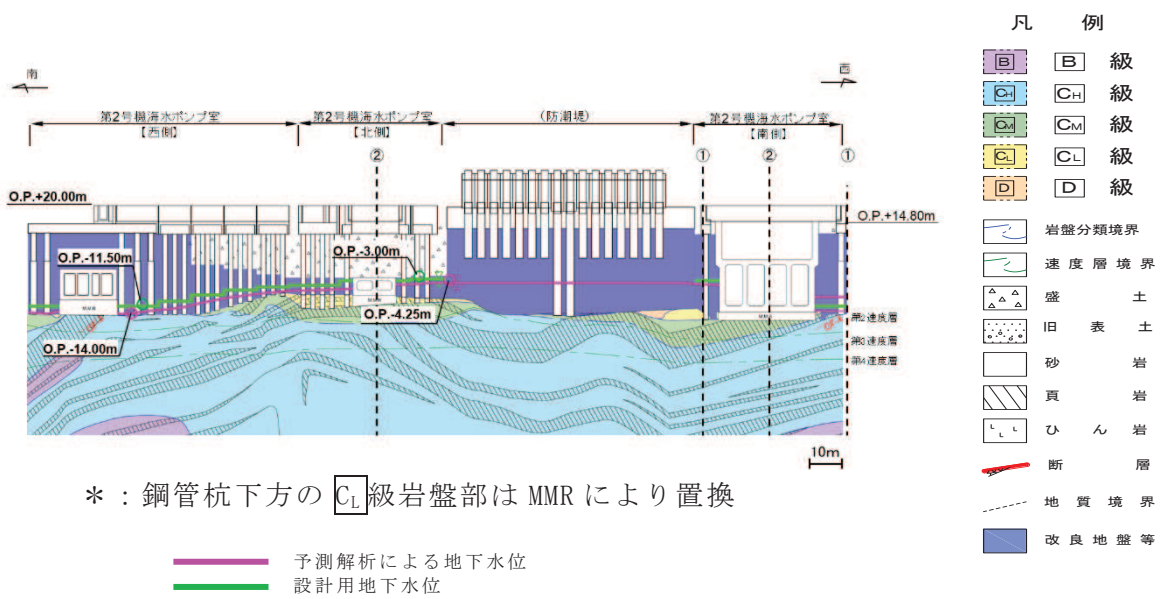 南
西
第2号機海水ポンプ室
【西側】
第2号機海水ポンプ室
【北側】
(防潮堤)
第2号機海水ポンプ室
【南側】
②
①
②
①
O.P.+20.00m
O.P.+14.80m
O.P.-11.50m
O.P.-3.00m
O.P.-4.25m
O.P.-14.00m
MMR
MMR
MMR
第2速度層
第3速度層
第4速度層
10m
*:鋼管杭下方のCL級岩盤部はMMRにより置換
予測解析による地下水位
設計用地下水位
凡 例
B B 級
CH CH 級
CM CM 級
CL CL 級
D D 級
岩盤分類境界
速度層境界
盛土
旧表土
砂岩
頁岩
ひん岩
断層
地質境界
改良地盤等